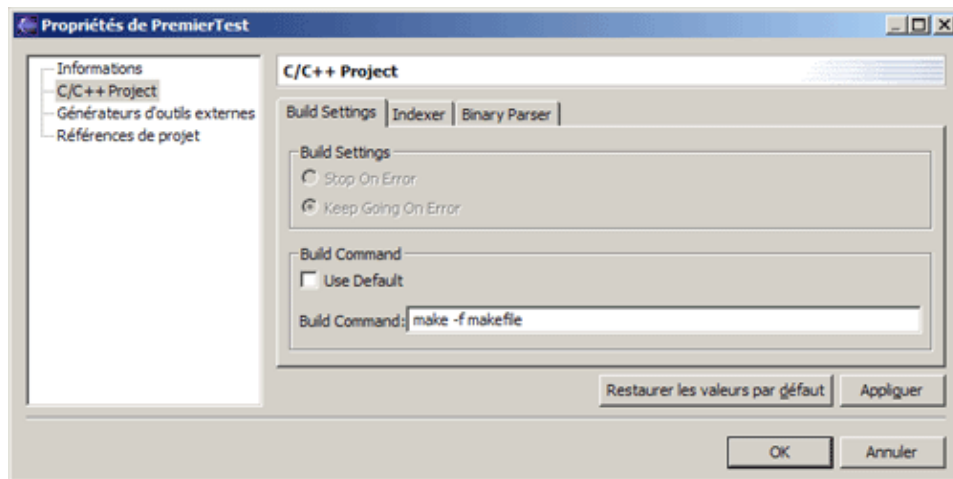 Propriétés de PremierTest
Informations
C/C++ Project
Générateurs d'outils externes
Références de projet
C/C++ Project
Build Settings Indexer Binary Parser
Build Settings
Stop On Error
Keep Going On Error
Build Command
Use Default
Build Command: make -f makefile
Restaurer les valeurs par défaut Appliquer
OK Annuler